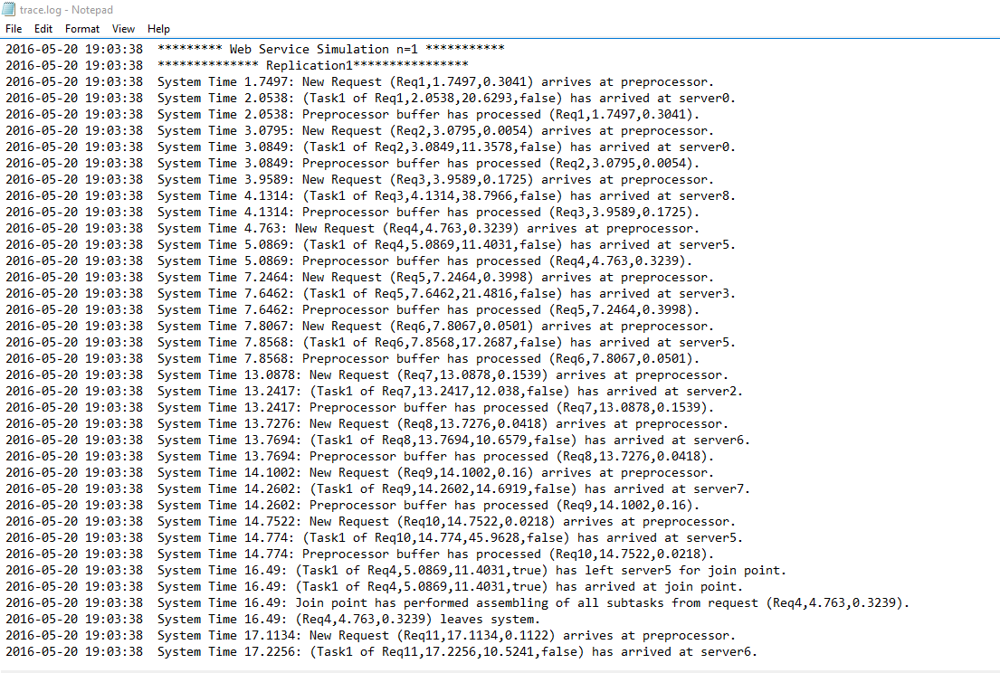 trace.log - Notepad
File Edit Format View Help
2016-05-20 19:03:38 ********* Web Service Simulation n=1 ***********
2016-05-20 19:03:38 ************** Replication1****************
2016-05-20 19:03:38 System Time 1.7497: New Request (Req1,1.7497,0.3041) arrives at preprocessor.
2016-05-20 19:03:38 System Time 2.0538: (Task1 of Req1,2.0538,20.6293,false) has arrived at server0.
2016-05-20 19:03:38 System Time 2.0538: Preprocessor buffer has processed (Req1,1.7497,0.3041).
2016-05-20 19:03:38 System Time 3.0795: New Request (Req2,3.0795,0.0054) arrives at preprocessor.
2016-05-20 19:03:38 System Time 3.0849: (Task1 of Req2,3.0849,11.3578,false) has arrived at server0.
2016-05-20 19:03:38 System Time 3.0849: Preprocessor buffer has processed (Req2,3.0795,0.0054).
2016-05-20 19:03:38 System Time 3.9589: New Request (Req3,3.9589,0.1725) arrives at preprocessor.
2016-05-20 19:03:38 System Time 4.1314: (Task1 of Req3,4.1314,38.7966,false) has arrived at server8.
2016-05-20 19:03:38 System Time 4.1314: Preprocessor buffer has processed (Req3,3.9589,0.1725).
2016-05-20 19:03:38 System Time 4.763: New Request (Req4,4.763,0.3239) arrives at preprocessor.
2016-05-20 19:03:38 System Time 5.0869: (Task1 of Req4,5.0869,11.4031,false) has arrived at server5.
2016-05-20 19:03:38 System Time 5.0869: Preprocessor buffer has processed (Req4,4.763,0.3239).
2016-05-20 19:03:38 System Time 7.2464: New Request (Req5,7.2464,0.3998) arrives at preprocessor.
2016-05-20 19:03:38 System Time 7.6462: (Task1 of Req5,7.6462,21.4816,false) has arrived at server3.
2016-05-20 19:03:38 System Time 7.6462: Preprocessor buffer has processed (Req5,7.2464,0.3998).
2016-05-20 19:03:38 System Time 7.8067: New Request (Req6,7.8067,0.0501) arrives at preprocessor.
2016-05-20 19:03:38 System Time 7.8568: (Task1 of Req6,7.8568,17.2687,false) has arrived at server5.
2016-05-20 19:03:38 System Time 7.8568: Preprocessor buffer has processed (Req6,7.8067,0.0501).
2016-05-20 19:03:38 System Time 13.0878: New Request (Req7,13.0878,0.1539) arrives at preprocessor.
2016-05-20 19:03:38 System Time 13.2417: (Task1 of Req7,13.2417,12.038,false) has arrived at server2.
2016-05-20 19:03:38 System Time 13.2417: Preprocessor buffer has processed (Req7,13.0878,0.1539).
2016-05-20 19:03:38 System Time 13.7276: New Request (Req8,13.7276,0.0418) arrives at preprocessor.
2016-05-20 19:03:38 System Time 13.7694: (Task1 of Req8,13.7694,10.6579,false) has arrived at server6.
2016-05-20 19:03:38 System Time 13.7694: Preprocessor buffer has processed (Req8,13.7276,0.0418).
2016-05-20 19:03:38 System Time 14.1002: New Request (Req9,14.1002,0.16) arrives at preprocessor.
2016-05-20 19:03:38 System Time 14.2602: (Task1 of Req9,14.2602,14.6919,false) has arrived at server7.
2016-05-20 19:03:38 System Time 14.2602: Preprocessor buffer has processed (Req9,14.1002,0.16).
2016-05-20 19:03:38 System Time 14.7522: New Request (Req10,14.7522,0.0218) arrives at preprocessor.
2016-05-20 19:03:38 System Time 14.774: (Task1 of Req10,14.774,45.9628,false) has arrived at server5.
2016-05-20 19:03:38 System Time 14.774: Preprocessor buffer has processed (Req10,14.7522,0.0218).
2016-05-20 19:03:38 System Time 16.49: (Task1 of Req4,5.0869,11.4031,true) has left server5 for join point.
2016-05-20 19:03:38 System Time 16.49: (Task1 of Req4,5.0869,11.4031,true) has arrived at join point.
2016-05-20 19:03:38 System Time 16.49: Join point has performed assembling of all subtasks from request (Req4,4.763,0.3239).
2016-05-20 19:03:38 System Time 16.49: (Req4,4.763,0.3239) leaves system.
2016-05-20 19:03:38 System Time 17.1134: New Request (Req11,17.1134,0.1122) arrives at preprocessor.
2016-05-20 19:03:38 System Time 17.2256: (Task1 of Req11,17.2256,10.5241,false) has arrived at server6.